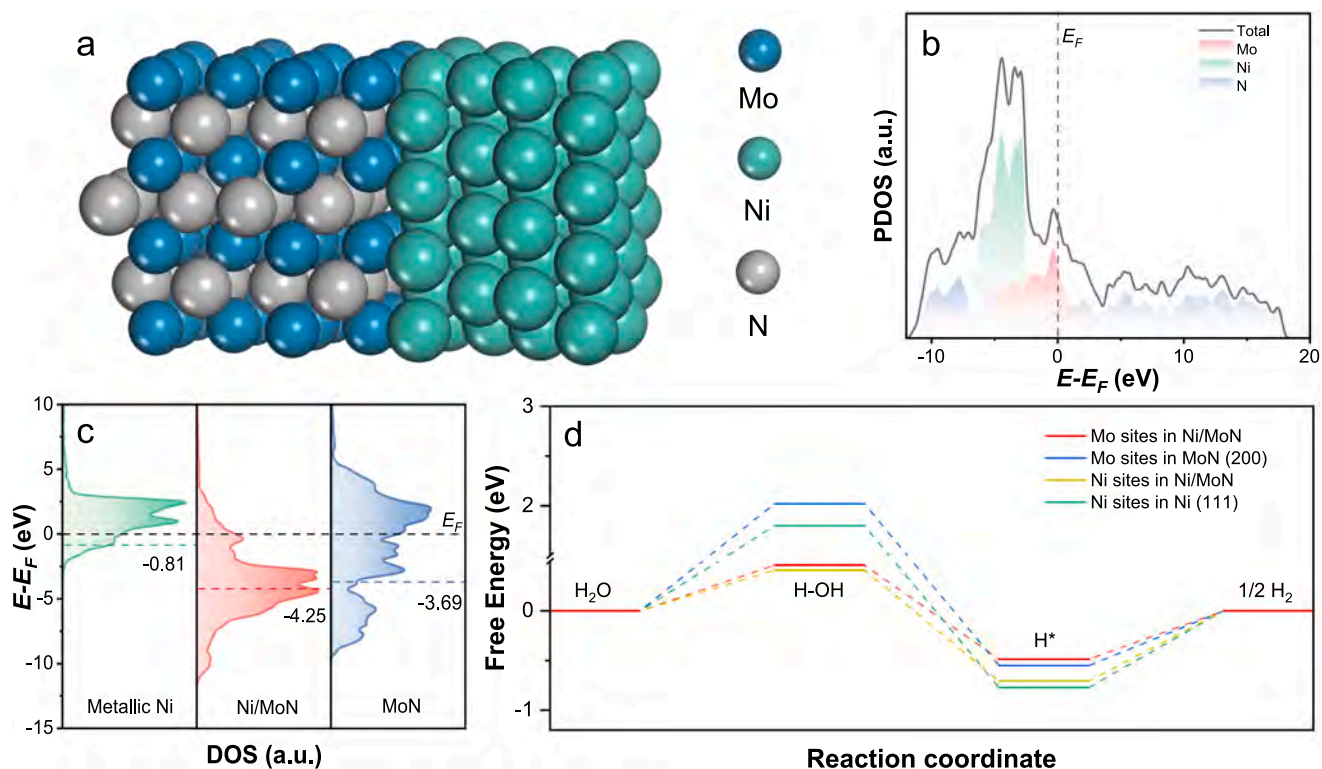 a
Mo
Ni
N
b
E_F
Total
Mo
Ni
N
PDOS (a.u.)
-10
0
10
20
E-E_F (eV)
c
10
5
0
-5
-10
-15
E-E_F (eV)
E_F
-0.81
-4.25
-3.69
Metallic Ni
Ni/MoN
MoN
DOS (a.u.)
d
3
2
0
-1
Free Energy (eV)
Mo sites in Ni/MoN
Mo sites in MoN (200)
Ni sites in Ni/MoN
Ni sites in Ni (111)
H₂O
H-OH
H*
1/2 H₂
Reaction coordinate